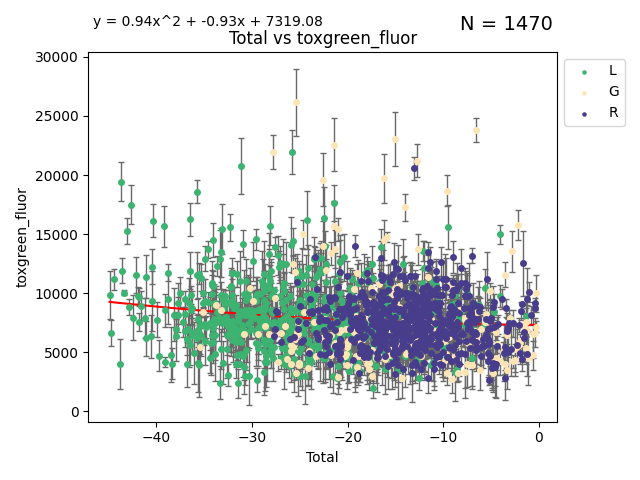 y = 0.94x^2 + -0.93x + 7319.08
N = 1470
Total vs toxgreen_fluor
30000
25000
20000
15000
10000
5000
0
toxgreen_fluor
−40
−30
−20
−10
0
Total
L
G
R